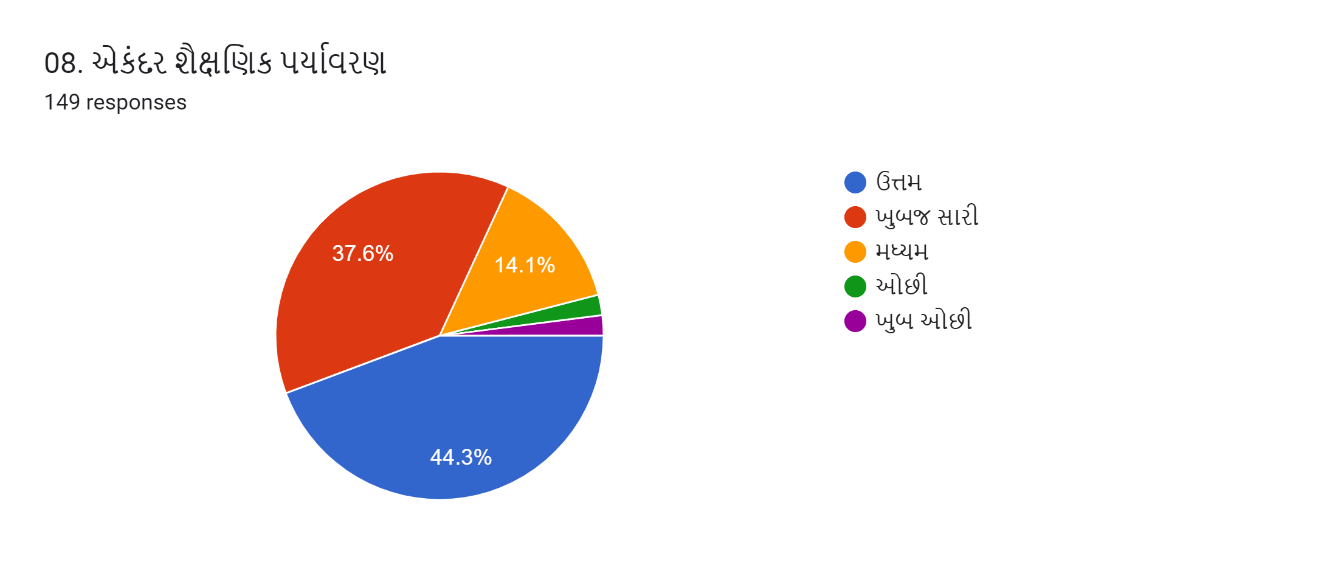 08. એકંદર શૈક્ષણિક પર્યાવરણ
149 responses
37.6%
14.1%
44.3%
ઉત્તમ
ખુબજ સારી
મધ્યમ
ઓછી
ખુબ ઓછી